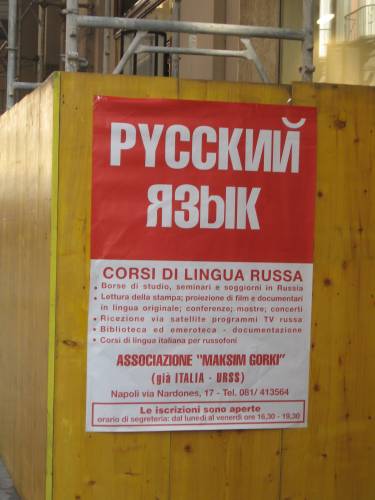 РУССКИЙ
ЯЗЫК
CORSI DI LINGUA RUSSA
• Borse di studio, seminari e soggiorni in Russia
• Lettura della stampa; proiezione di film e documentari
in lingua originale; conferenze; mostre; concerti
• Ricezione via satellite programmi TV russa
• Biblioteca ed emeroteca - documentazione
• Corsi di lingua italiana per russofoni
ASSOCIAZIONE "MAKSIM GORKI"
(già ITALIA - URSS)
Napoli via Nardones, 17 - Tel. 081/ 413564
Le iscrizioni sono aperte
orario di segreteria: dal lunedì al venerdì ore 16,30 - 19,30